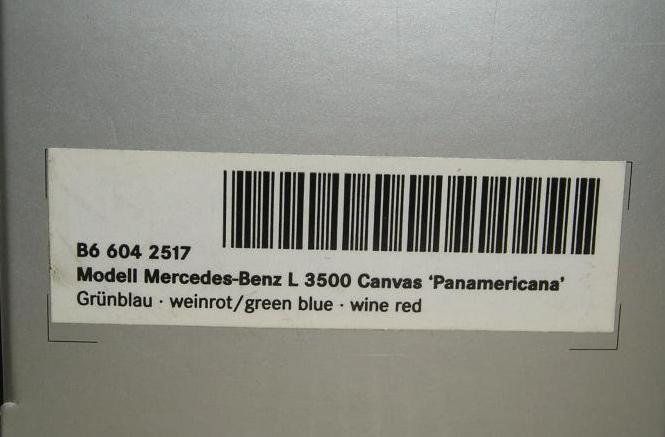 B6 604 2517
Modell Mercedes-Benz L 3500 Canvas ‘Panamericana’
Grünblau · weinrot/green blue · wine red